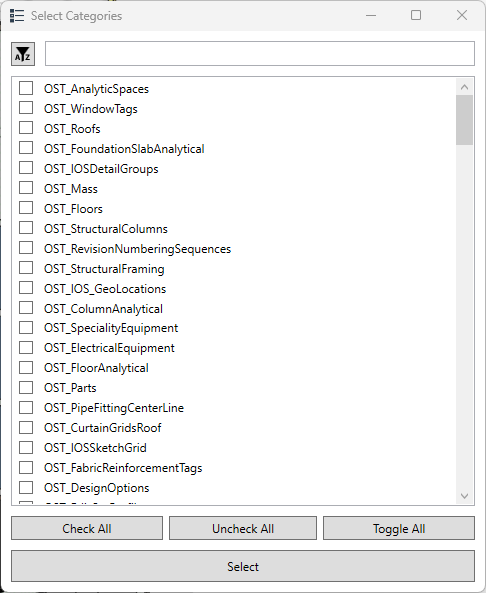 Select Categories
AZ
OST_AnalyticSpaces
OST_WindowTags
OST_Roofs
OST_FoundationSlabAnalytical
OST_IOSDetailGroups
OST_Mass
OST_Floors
OST_StructuralColumns
OST_RevisionNumberingSequences
OST_StructuralFraming
OST_IOS_GeoLocations
OST_ColumnAnalytical
OST_SpecialityEquipment
OST_ElectricalEquipment
OST_FloorAnalytical
OST_Parts
OST_PipeFittingCenterLine
OST_CurtainGridsRoof
OST_IOSSketchGrid
OST_FabricReinforcementTags
OST_DesignOptions
Check All
Uncheck All
Toggle All
Select